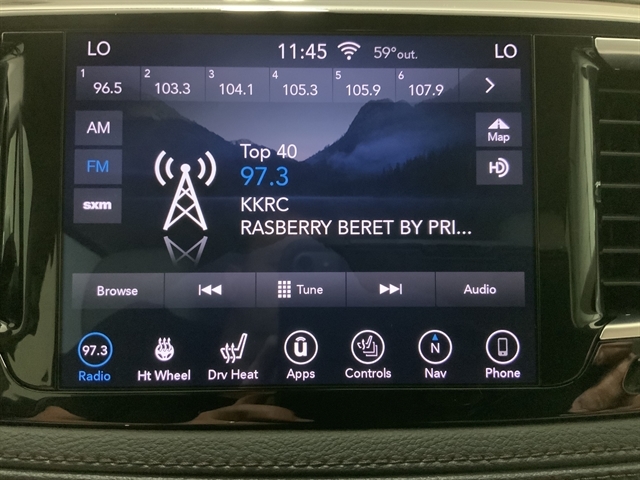 LO 11:45 59°out. LO
1 96.5 2 103.3 3 104.1 4 105.3 5 105.9 6 107.9
AM
Map
FM
HD
sxm
Top 40
97.3
KKRC
RASBERRY BERET BY PRI...
Browse Tune Audio
97.3 û N
Radio Ht Wheel Drv Heat Apps Controls Nav Phone